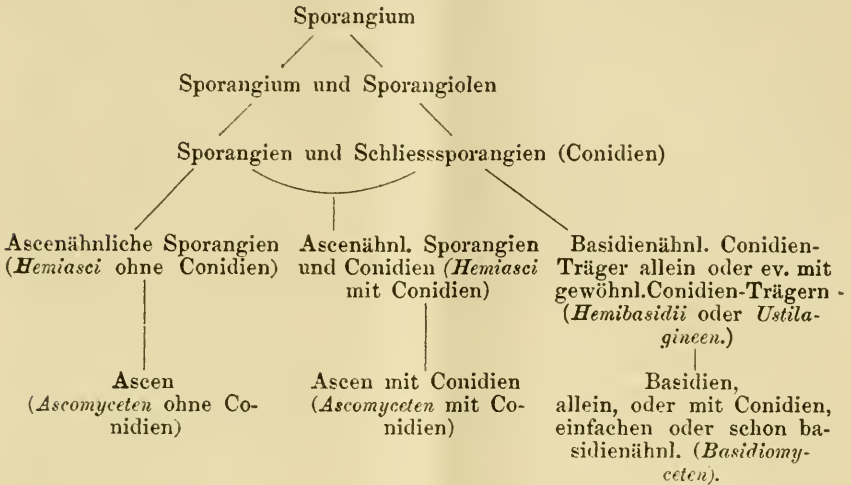 Sporangium
Sporangium und Sporangiolen
Sporangien und Schliesssporangien (Conidien)
Ascenähnliche Sporangien
(Hemiasci ohne Conidien)
Ascenähnl. Sporangien
und Conidien (Hemiasci
mit Conidien)
Basidienähnl. Conidien-
Träger allein oder ev. mit
gewöhnl.Conidien-Trägern -
(Hemibasidii oder Ustila-
gineen.)
Ascen
(Ascomyceten ohne Co-
nidien)
Ascen mit Conidien
(Ascomyceten mit Co-
nidien)
Basidien,
allein, oder mit Conidien,
einfachen oder schon ba-
sidienähnl. (Basidiomy-
ceten).